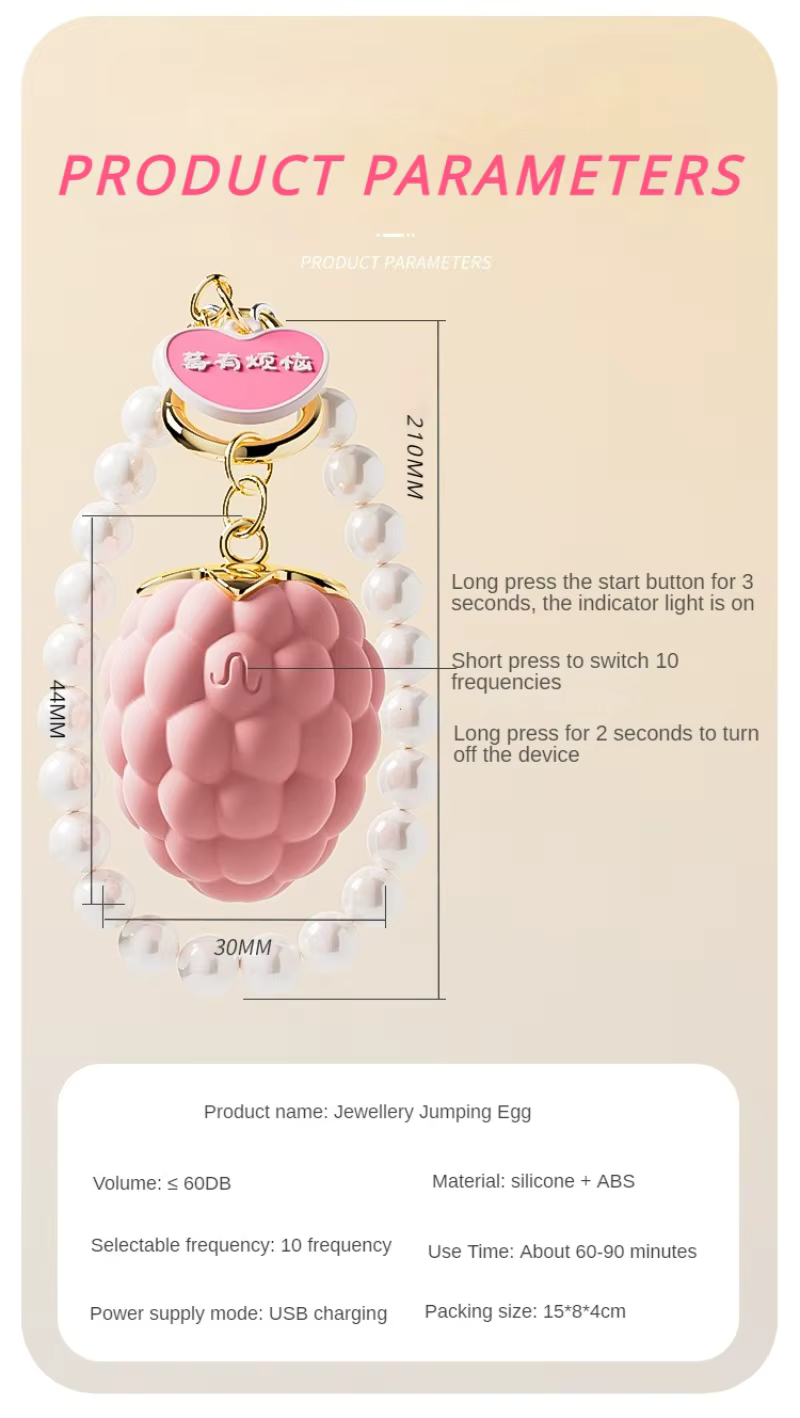 PRODUCT PARAMETERS
PRODUCT PARAMETERS
莓有烦恼
210MM
Long press the start button for 3
seconds, the indicator light is on
Short press to switch 10
frequencies
44MM
Long press for 2 seconds to turn
off the device
30MM
Product name: Jewellery Jumping Egg
Volume: ≤ 60DB
Material: silicone + ABS
Selectable frequency: 10 frequency
Use Time: About 60-90 minutes
Power supply mode: USB charging
Packing size: 15*8*4cm